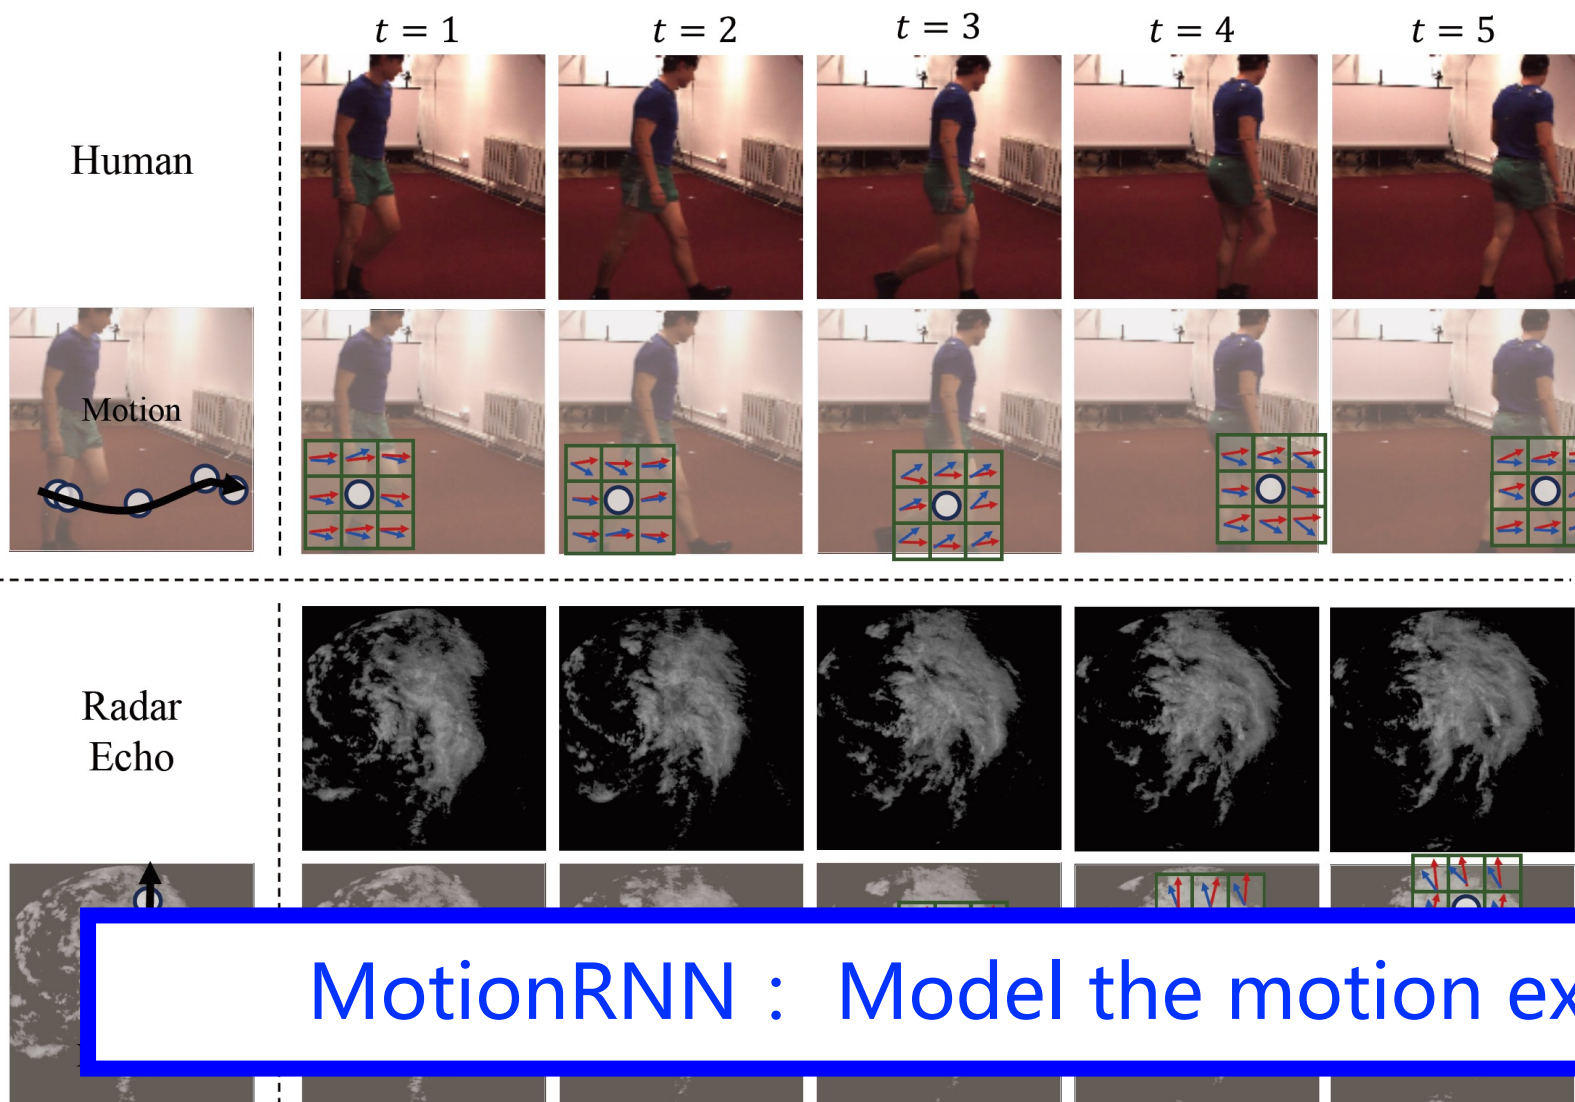 t = 1 t = 2 t = 3 t = 4 t = 5
Human
Motion
Radar
Echo
MotionRNN： Model the motion ex